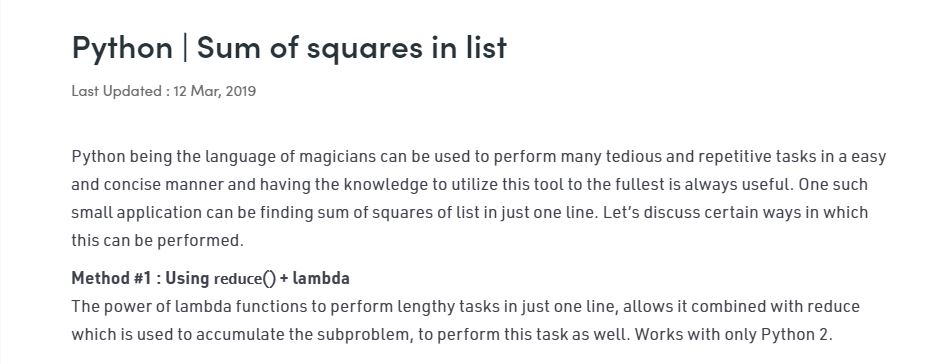 Python | Sum of squares in list
Last Updated : 12 Mar, 2019
Python being the language of magicians can be used to perform many tedious and repetitive tasks in a easy
and concise manner and having the knowledge to utilize this tool to the fullest is always useful. One such
small application can be finding sum of squares of list in just one line. Let’s discuss certain ways in which
this can be performed.
Method #1 : Using reduce() + lambda
The power of lambda functions to perform lengthy tasks in just one line, allows it combined with reduce
which is used to accumulate the subproblem, to perform this task as well. Works with only Python 2.